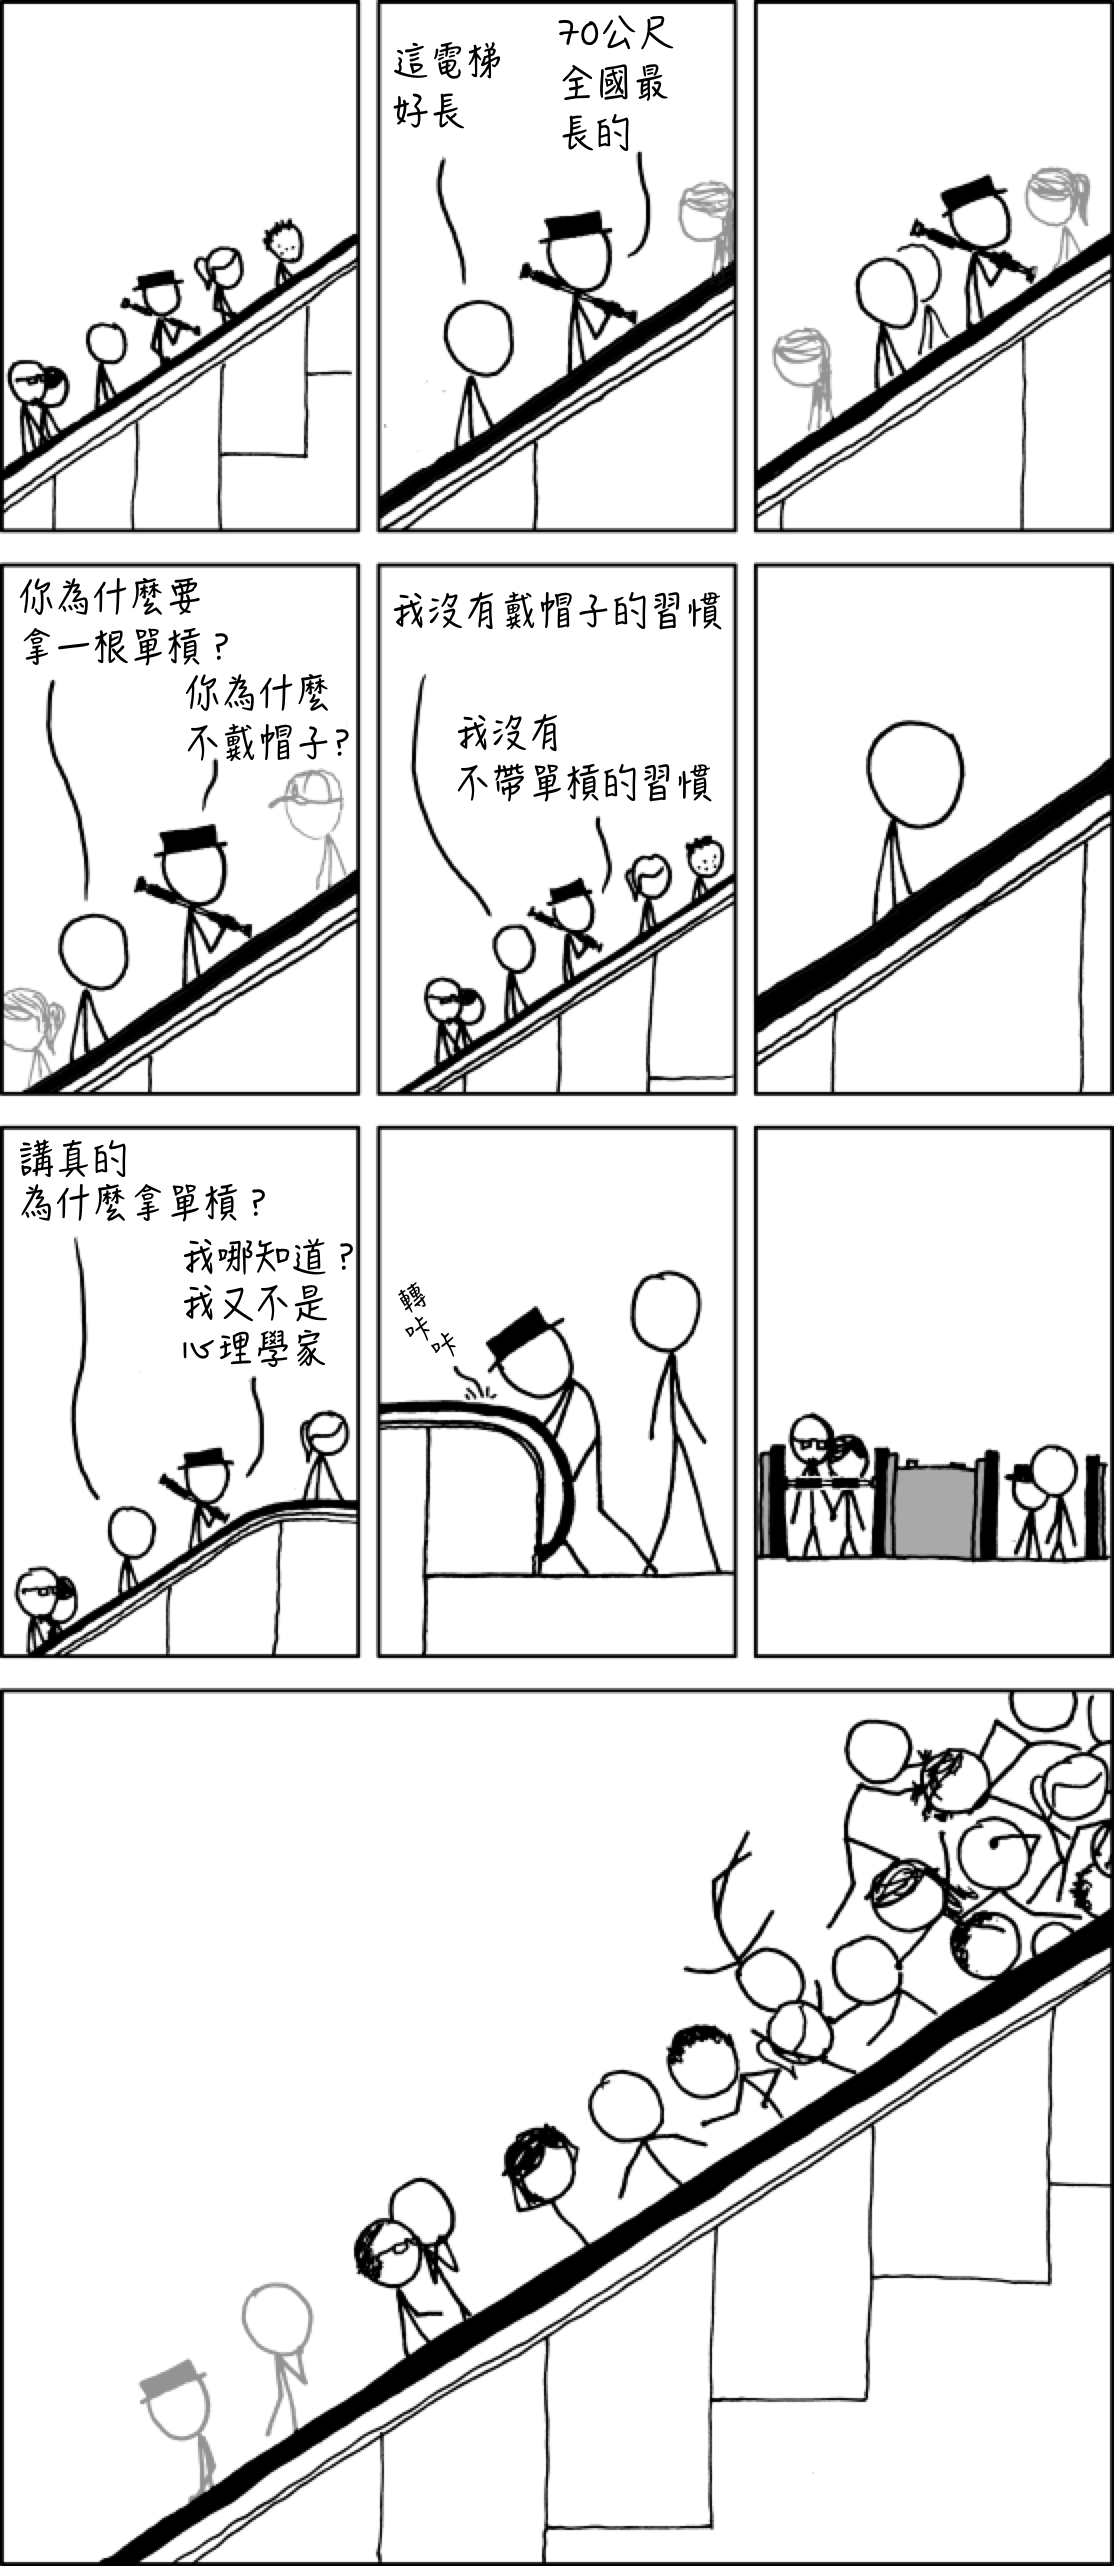 這電梯
好長
70公尺
全國最
長的
你為什麼要
拿一根單槓?
你為什麼
不戴帽子?
我沒有戴帽子的習慣
我沒有
不帶單槓的習慣
講真的
為什麼拿單槓?
我哪知道?
我又不是
心理學家
轉
咔
咔